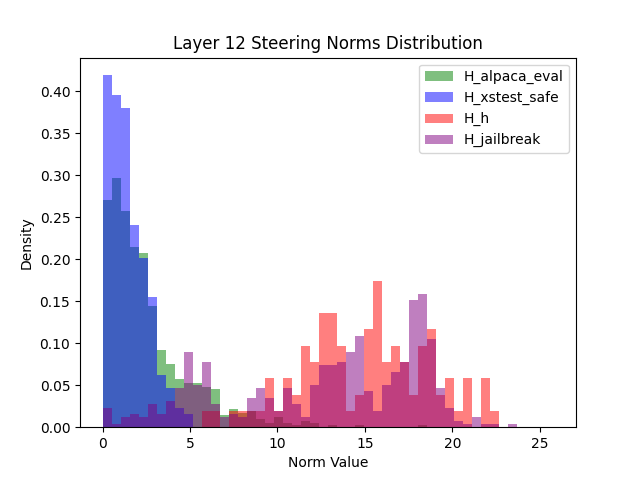 Layer 12 Steering Norms Distribution
H_alpaca_eval
H_xstest_safe
H_h
H_jailbreak
Density
0.40
0.35
0.30
0.25
0.20
0.15
0.10
0.05
0.00
0 5 10 15 20 25
Norm Value